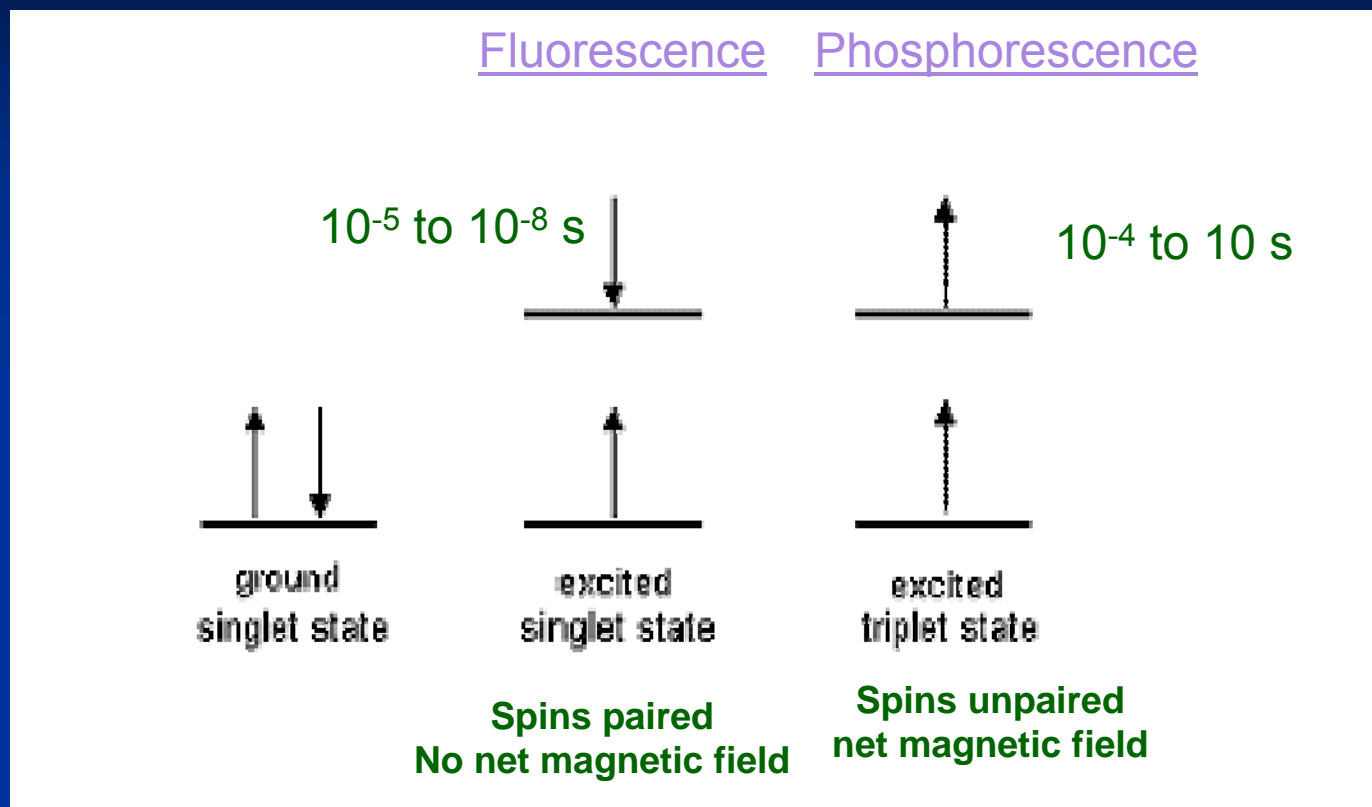 Fluorescence Phosphorescence
10⁻⁵ to 10⁻⁸ s
10⁻⁴ to 10 s
ground
singlet state
excited
singlet state
excited
triplet state
Spins paired
No net magnetic field
Spins unpaired
net magnetic field